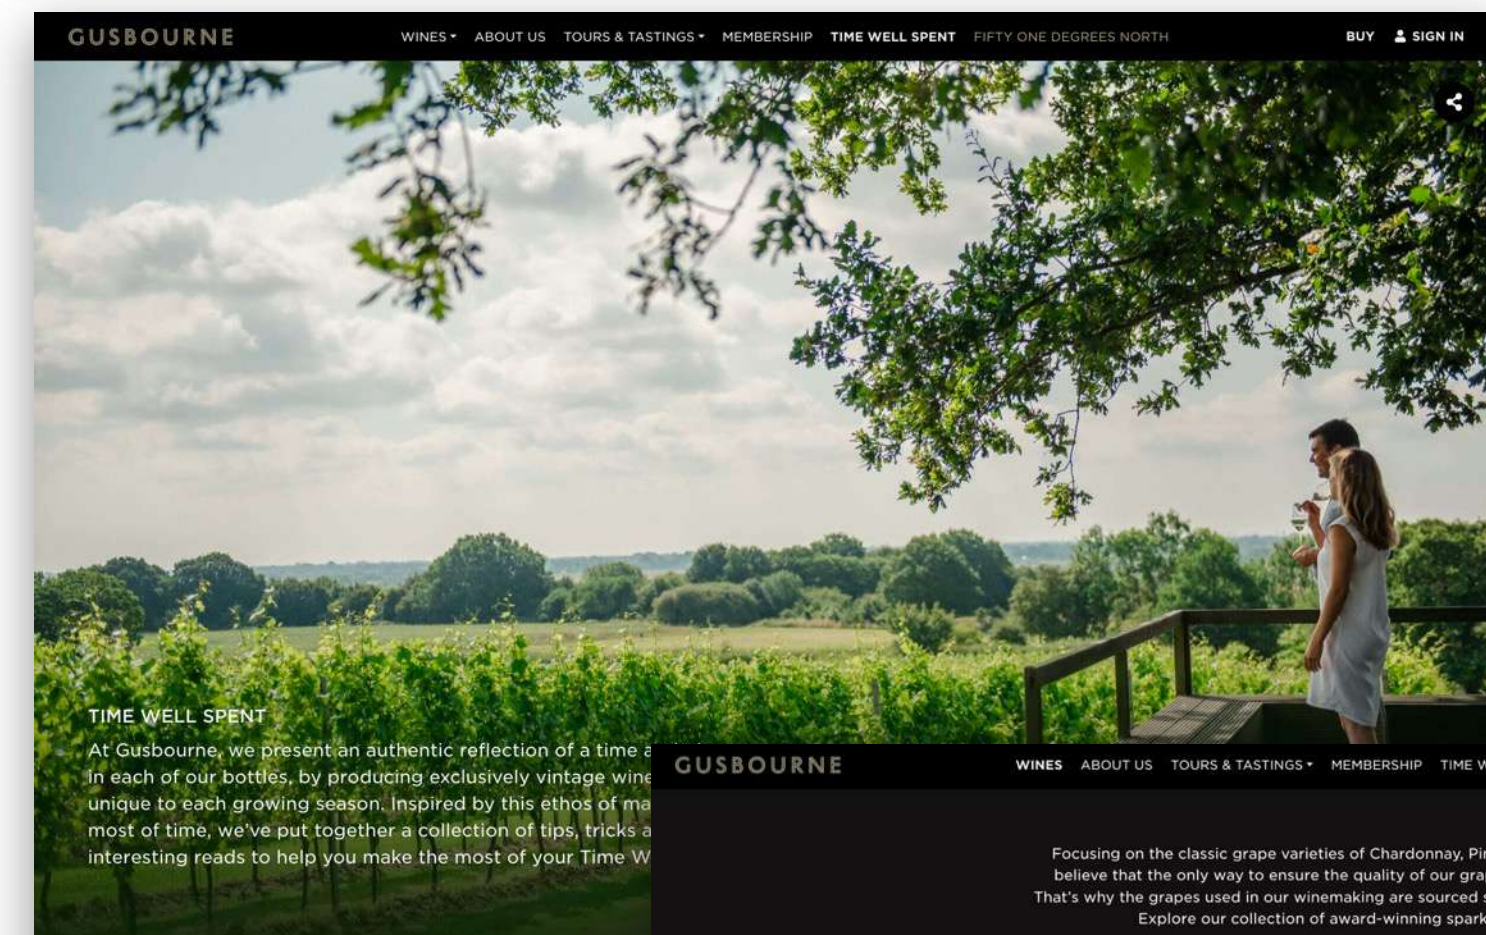 GUSBOURNE
WINES ABOUT US TOURS & TASTINGS MEMBERSHIP TIME WELL SPENT FIFTY ONE DEGREES NORTH
BUY SIGN IN
TIME WELL SPENT
At Gusbourne, we present an authentic reflection of a time
in each of our bottles, by producing exclusively vintage wine
unique to each growing season. Inspired by this ethos of ma
most of time, we've put together a collection of tips, tricks a
interesting reads to help you make the most of your Time W
GUSBOURNE
WINES ABOUT US TOURS & TASTINGS MEMBERSHIP TIME W
Focusing on the classic grape varieties of Chardonnay, Pin
believe that the only way to ensure the quality of our grap
That's why the grapes used in our winemaking are sourced s
Explore our collection of award-winning spark